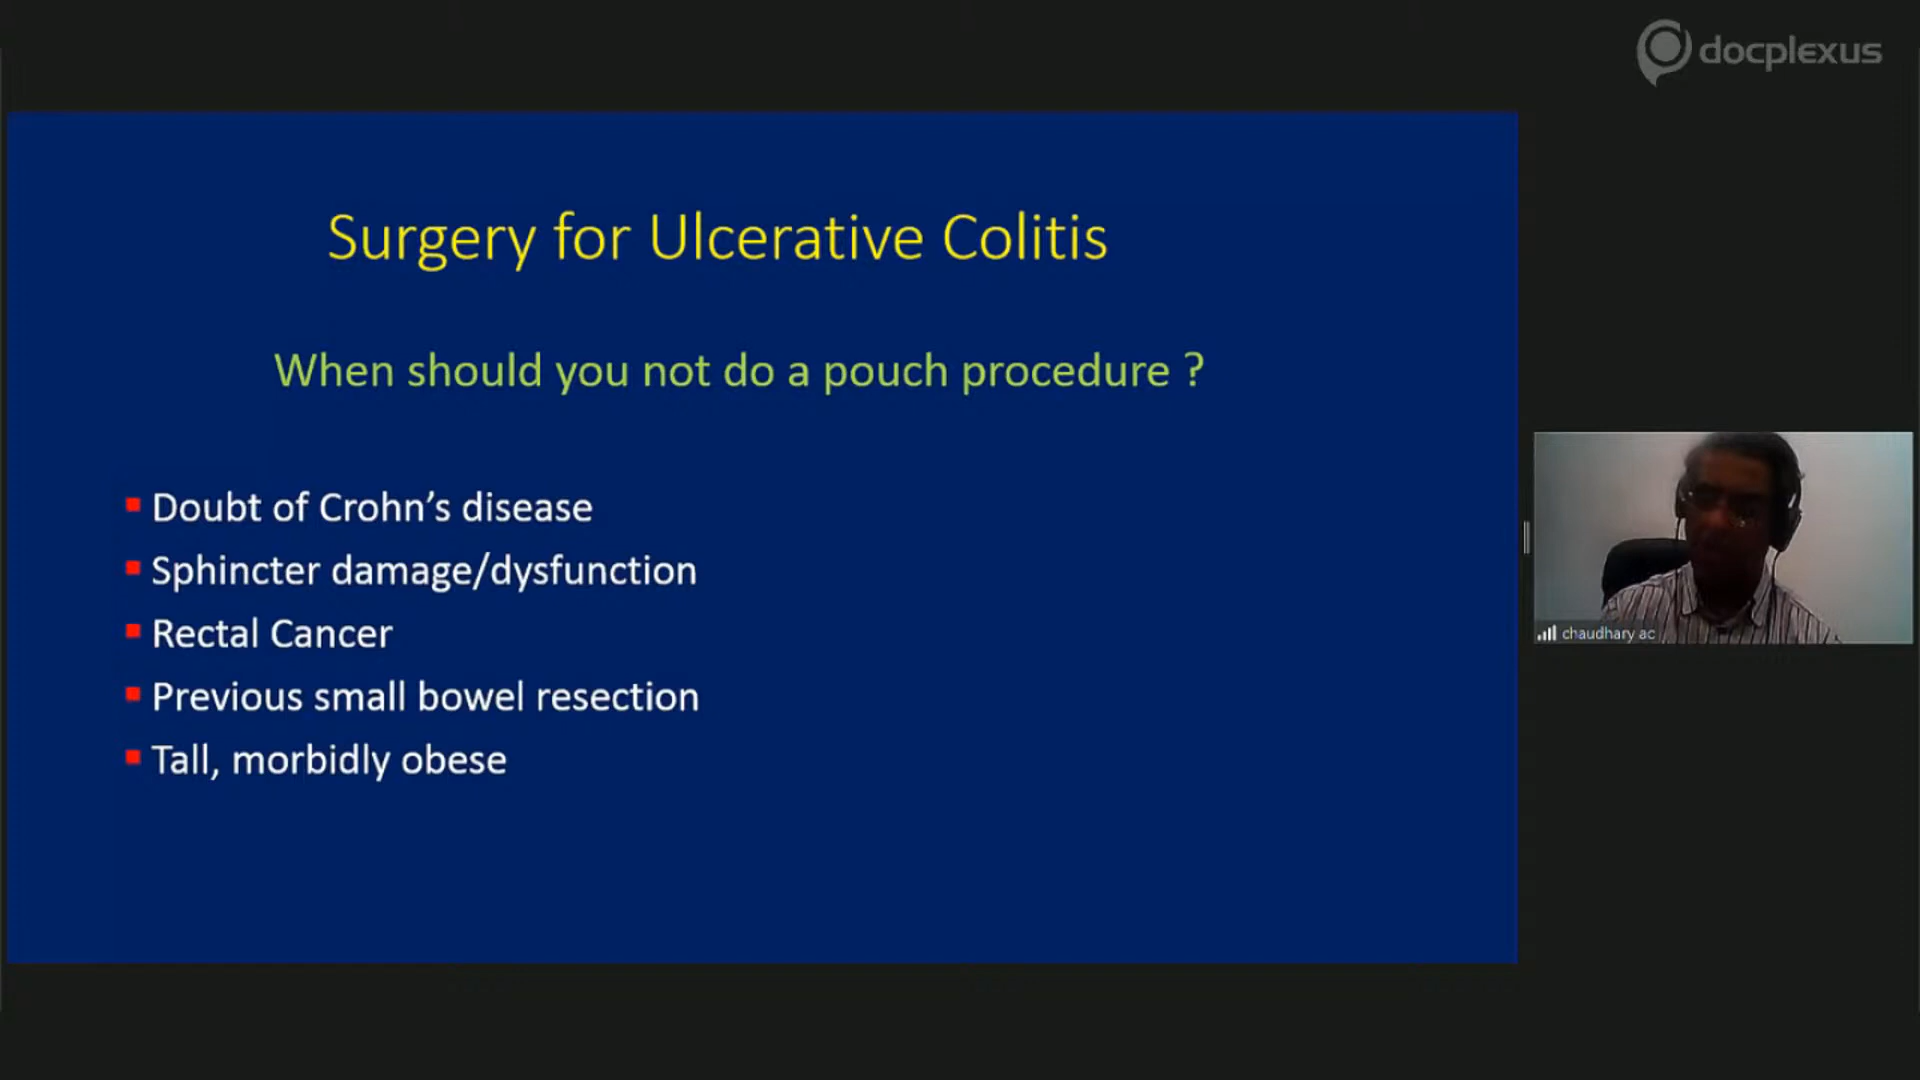 docplexus
Surgery for Ulcerative Colitis
When should you not do a pouch procedure ?
Doubt of Crohn’s disease
Sphincter damage/dysfunction
Rectal Cancer
Previous small bowel resection
Tall, morbidly obese
chaudhary ac